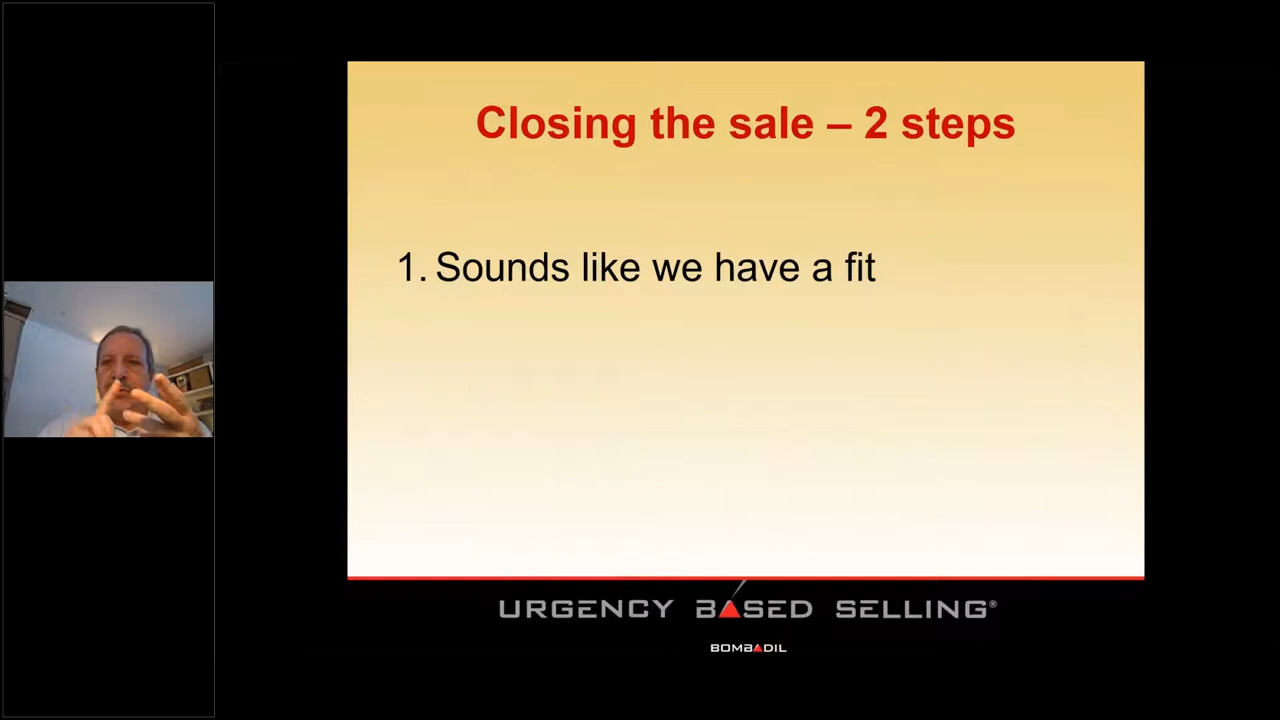 Closing the sale – 2 steps
1. Sounds like we have a fit
URGENCY BASED SELLING®
BOMBADIL